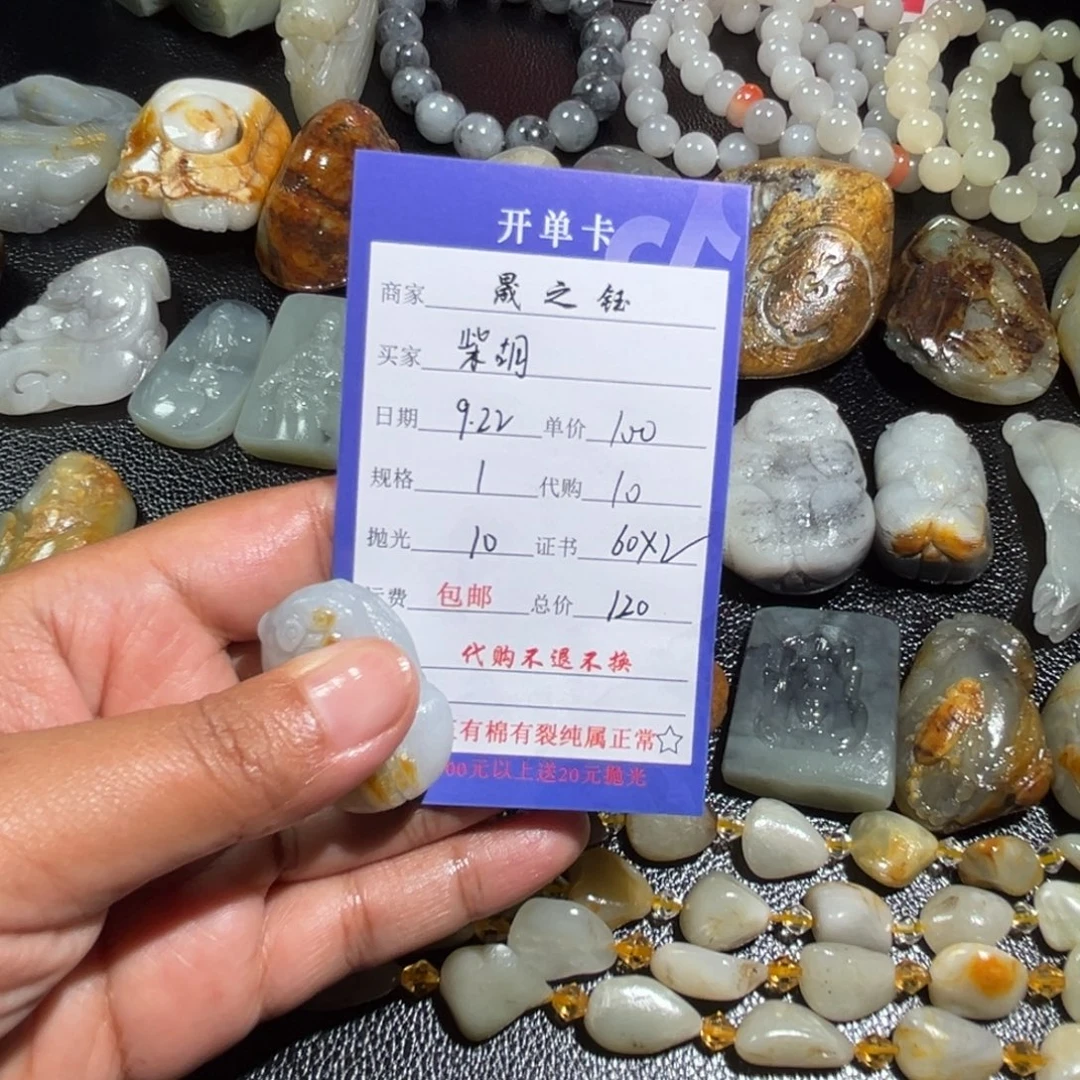 开单卡
商家 晟之钰
买家 柴胡
日期 9.22 单价 100
规格 1 代购 10
抛光 10 证书 60X2
费 包邮 总价 120
代购不退不换
有棉有裂纯属正常☆
00元以上送20元抛光